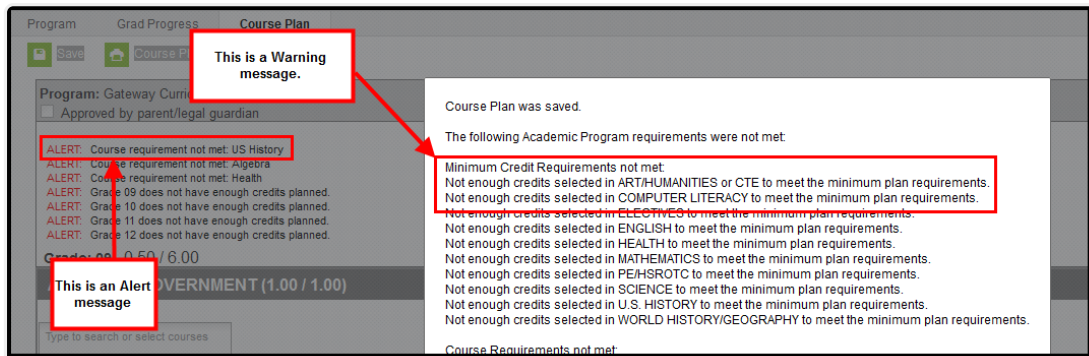 Program Grad Progress Course Plan
Save Course P
This is a Warning
message.
Program: Gateway Curri
Approved by parent/legal guardian
ALERT: Course requirement not met: US History
ALERT: Course requirement not met: Algebra
ALERT: Course requirement not met: Health
ALERT: Grade 09 does not have enough credits planned.
ALERT: Grade 10 does not have enough credits planned.
ALERT: Grade 11 does not have enough credits planned.
ALERT: Grade 12 does not have enough credits planned.
Grade: 09 0.50 / 6.00
OVERNMENT (1.00 / 1.00)
This is an Alert
message
Type to search or select courses
Course Plan was saved.
The following Academic Program requirements were not met:
Minimum Credit Requirements not met:
Not enough credits selected in ART/HUMANITIES or CTE to meet the minimum plan requirements.
Not enough credits selected in COMPUTER LITERACY to meet the minimum plan requirements.
Not enough credits selected in ELECTIVES to meet the minimum plan requirements.
Not enough credits selected in ENGLISH to meet the minimum plan requirements.
Not enough credits selected in HEALTH to meet the minimum plan requirements.
Not enough credits selected in MATHEMATICS to meet the minimum plan requirements.
Not enough credits selected in PE/HSROTC to meet the minimum plan requirements.
Not enough credits selected in SCIENCE to meet the minimum plan requirements.
Not enough credits selected in U.S. HISTORY to meet the minimum plan requirements.
Not enough credits selected in WORLD HISTORY/GEOGRAPHY to meet the minimum plan requirements.
Course Requirements not met: